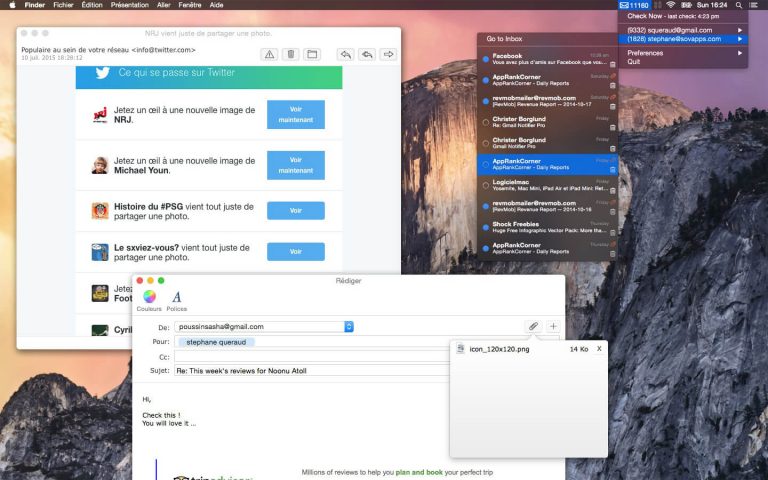 Finder Fichier Édition Présentation Aller Fenêtre Aide
11160 Sun 16:24
Check Now - last check: 4:23 pm
(9332) squeraud@gmail.com
(1828) stephane@sovapps.com
Preferences
Quit
NRJ vient juste de partager une photo.
Populaire au sein de votre réseau <info@twitter.com>
10 juil. 2015 18:28:12
Ce qui se passe sur Twitter
Jetez un œil à une nouvelle image de
NRJ.
Voir
maintenant
Jetez un œil à une nouvelle image de
Michael Youn.
Voir
maintenant
Histoire du #PSG vient tout juste de
partager une photo.
Voir
Le sxviez-vous? vient tout juste de
partager une photo.
Voir
Jetez
Foot
Cyril
Go to Inbox
Facebook
Vous avez plus d'amis sur Facebook que vous...
AppRankCorner Saturday
AppRankCorner - Daily Reports
revmobmailer@revmob.com Saturday
[RevMob] Revenue Report — 2014-10-17
Christer Borglund Friday
Re: Gmail Notifier Pro
Christer Borglund Friday
Gmail Notifier Pro
AppRankCorner Friday
AppRankCorner - Daily Reports
Logicielmac Friday
Yosemite, Mac Mini, iPad Air et iPad Mini: Ret...
revmobmailer@revmob.com Friday
[RevMob] Revenue Report — 2014-10-16
Shock Freebies Thursday
Huge Free Infographic Vector Pack: More tha...
AppRankCorner Thursday
AppRankCorner - Daily Reports
Rédiger
Couleurs Polices
De: poussinsasha@gmail.com
Pour: stephane queraud
Cc:
Sujet: Re: This week's reviews for Noonu Atoll
icon_120x120.png 14 Ko X
Hi,
Check this !
You will love it ...
tripadvisor
Millions of reviews to help you plan and book your perfect trip